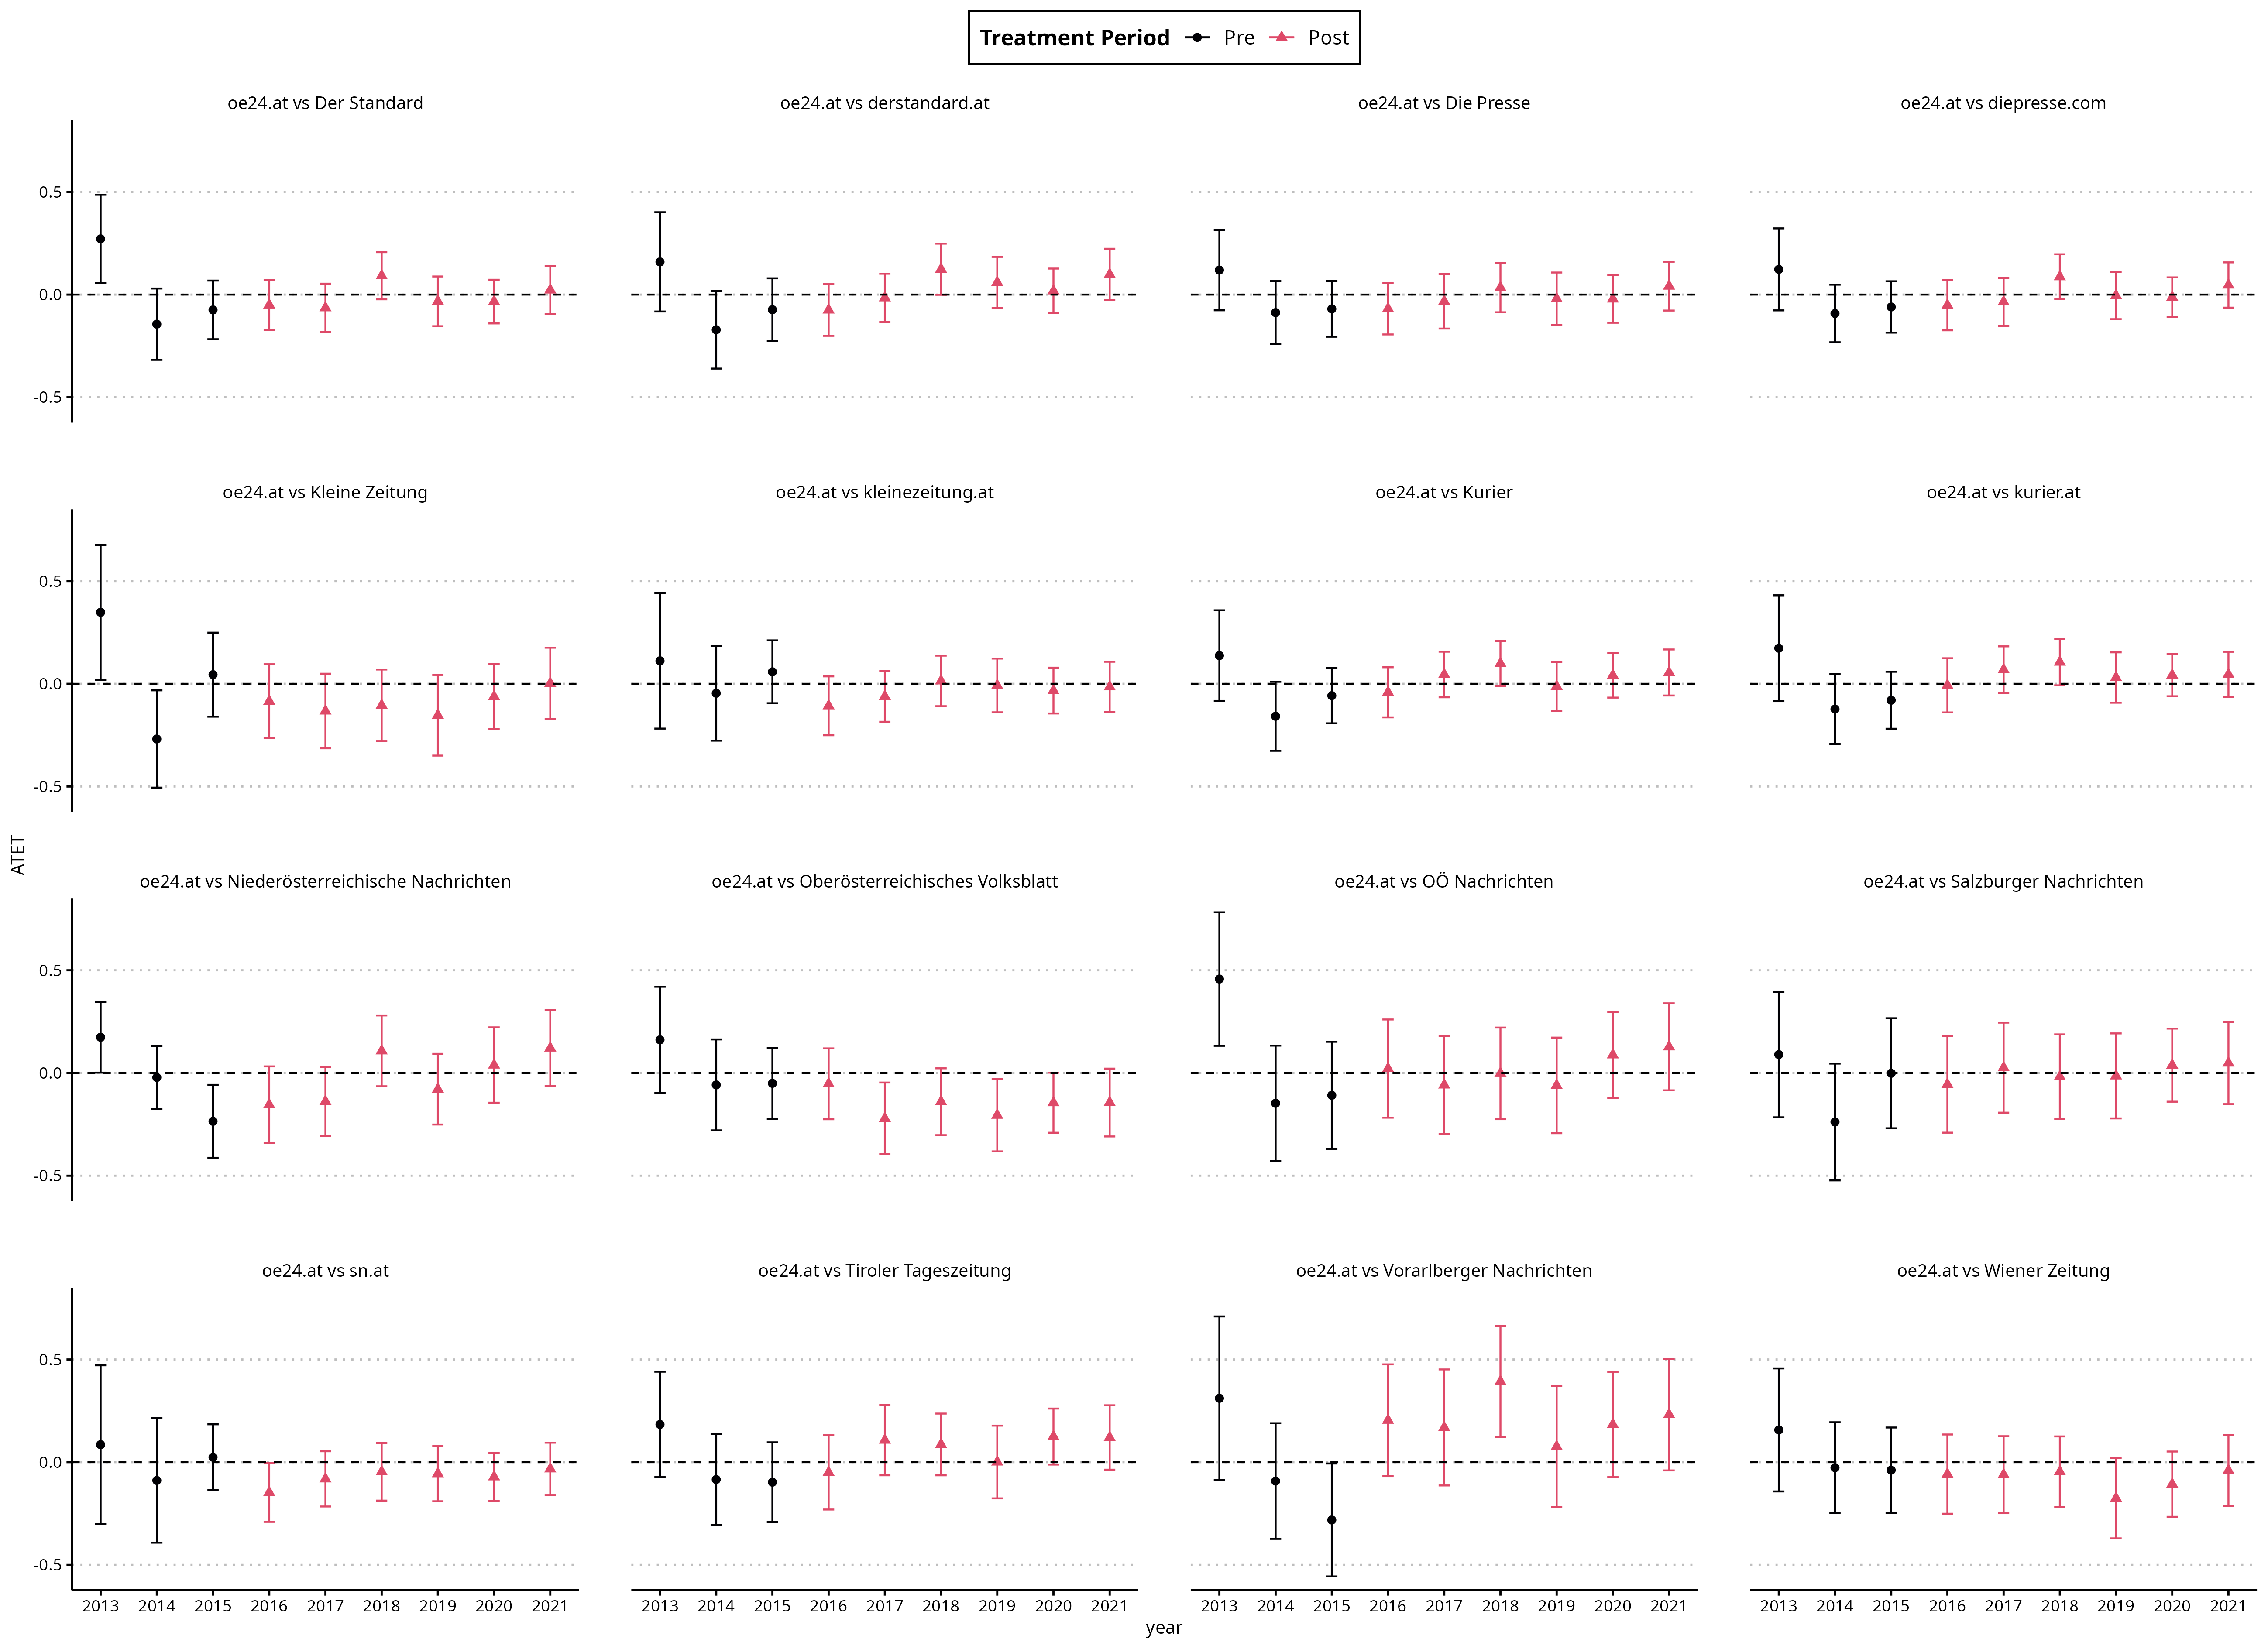 Treatment Period Pre Post
oe24.at vs Der Standard
oe24.at vs derstandard.at
oe24.at vs Die Presse
oe24.at vs diepresse.com
0.5
0.0
-0.5
oe24.at vs Kleine Zeitung
oe24.at vs kleinezeitung.at
oe24.at vs Kurier
oe24.at vs kurier.at
0.5
0.0
-0.5
ATET
oe24.at vs Niederösterreichische Nachrichten
oe24.at vs Oberösterreichisches Volksblatt
oe24.at vs OÖ Nachrichten
oe24.at vs Salzburger Nachrichten
0.5
0.0
-0.5
oe24.at vs sn.at
oe24.at vs Tiroler Tageszeitung
oe24.at vs Vorarlberger Nachrichten
oe24.at vs Wiener Zeitung
0.5
0.0
-0.5
2013 2014 2015 2016 2017 2018 2019 2020 2021
2013 2014 2015 2016 2017 2018 2019 2020 2021
2013 2014 2015 2016 2017 2018 2019 2020 2021
2013 2014 2015 2016 2017 2018 2019 2020 2021
year